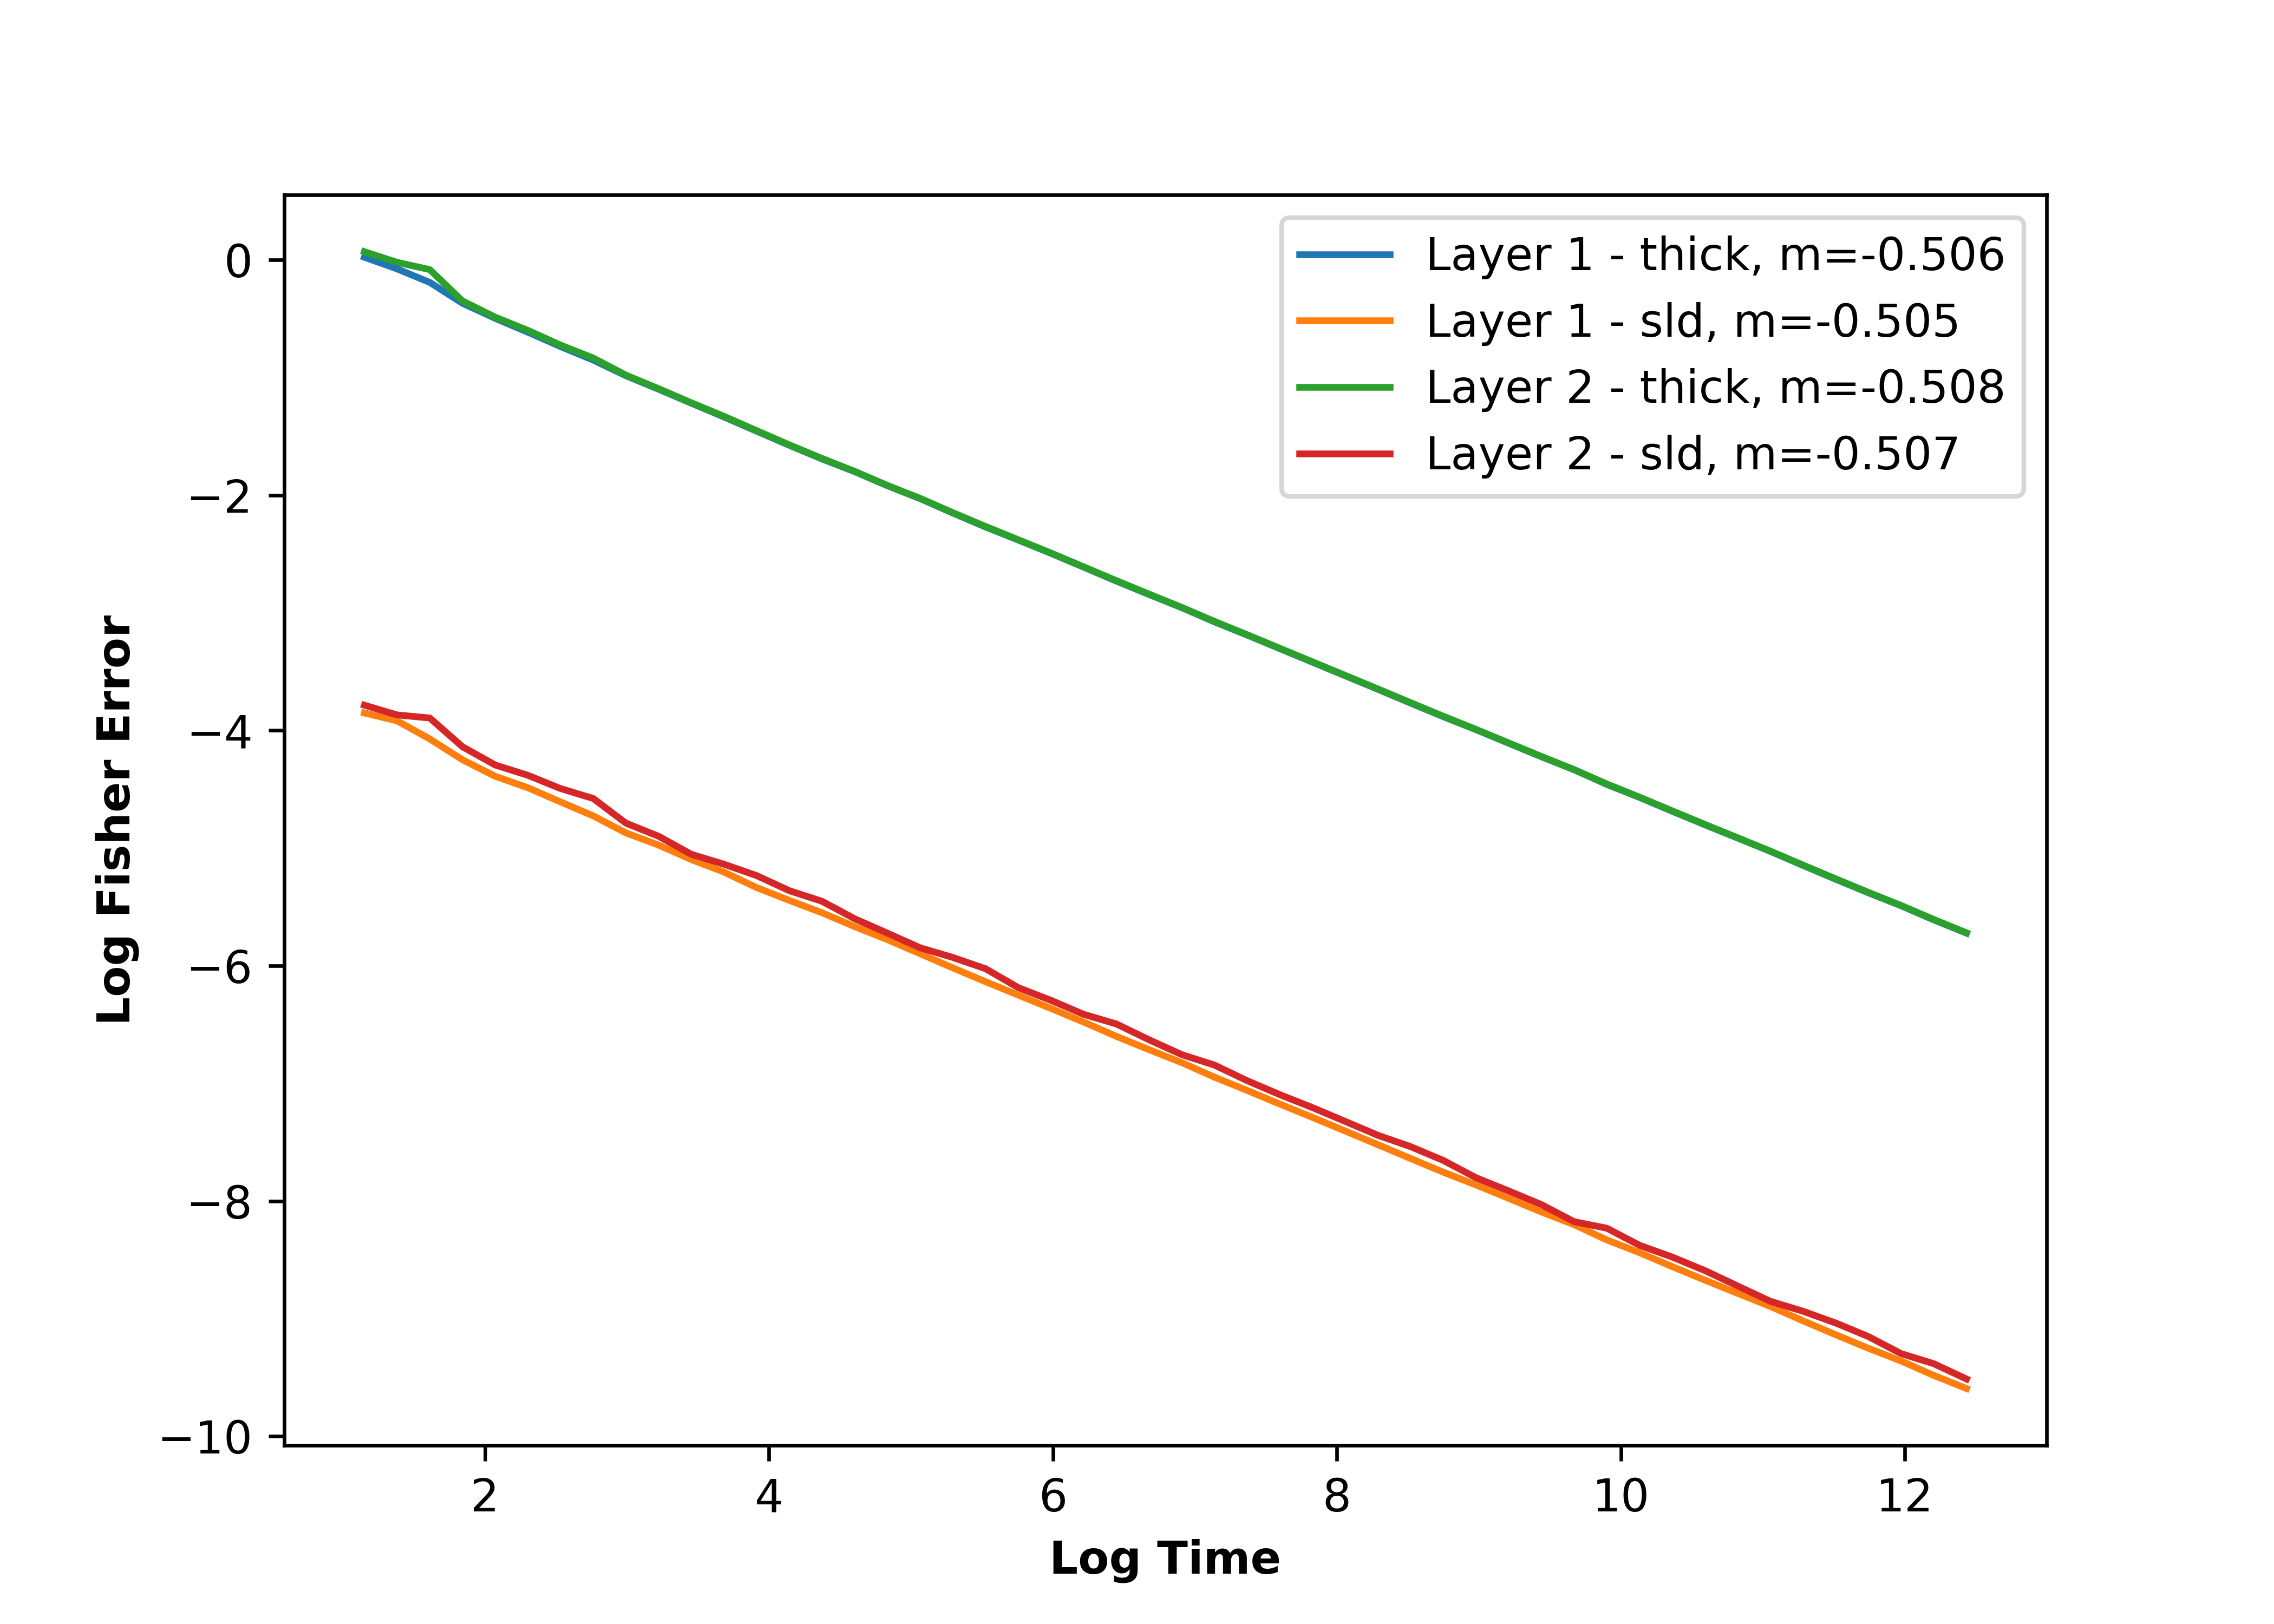 Layer 1 - thick, m=-0.506
Layer 1 - sld, m=-0.505
Layer 2 - thick, m=-0.508
Layer 2 - sld, m=-0.507
Log Fisher Error
0
−2
−4
−6
−8
−10
2 4 6 8 10 12
Log Time